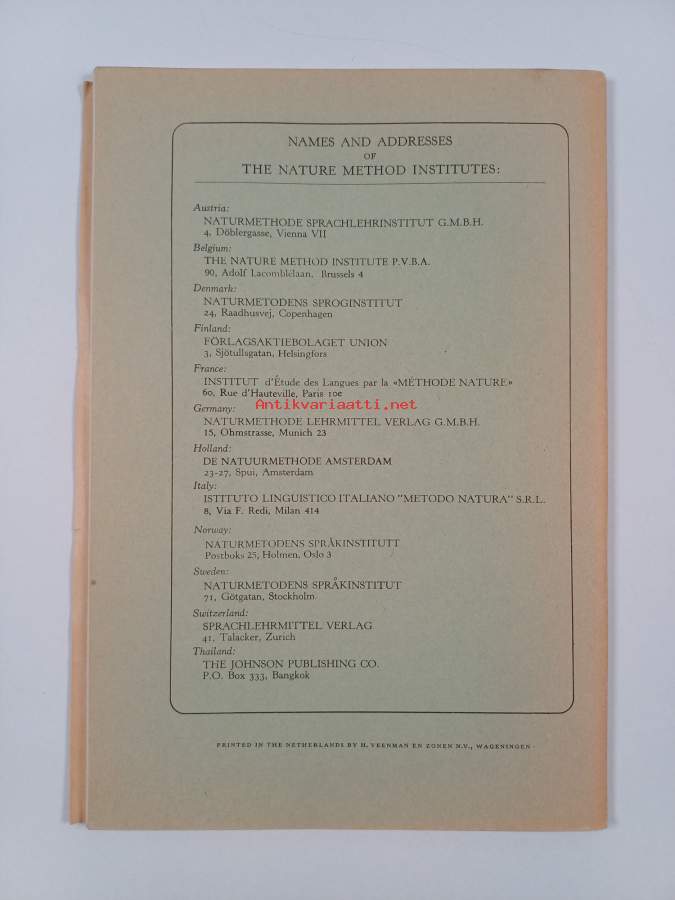 NAMES AND ADDRESSES
OF
THE NATURE METHOD INSTITUTES:
Austria:
NATURMETHODE SPRACHLEHRINSTITUT G.M.B.H.
4, Döblergasse, Vienna VII
Belgium:
THE NATURE METHOD INSTITUTE P.V.B.A.
90, Adolf Lacomblélaan, Brussels 4
Denmark:
NATURMETODENS SPROGINSTITUT
24, Raadhusvej, Copenhagen
Finland:
FÖRLAGSAKTIEBOLAGET UNION
3, Sjötullsgatan, Helsingfors
France:
INSTITUT d'Étude des Langues par la «MÉTHODE NATURE»
60, Rue d'Hauteville, Paris 10e
Antikvariaatti.net
Germany:
NATURMETHODE LEHRMITTEL VERLAG G.M.B.H.
15, Ohmstrasse, Munich 23
Holland:
DE NATUURMETHODE AMSTERDAM
23-27, Spui, Amsterdam
Italy:
ISTITUTO LINGUISTICO ITALIANO "METODO NATURA" S.R.L.
8, Via F. Redi, Milan 414
Norway:
NATURMETODENS SPRÅKINSTITUTT
Postboks 25, Holmen, Oslo 3
Sweden:
NATURMETODENS SPRÅKINSTITUT
71, Götgatan, Stockholm
Switzerland:
SPRACHLEHRMITTEL VERLAG
41, Talacker, Zurich
Thailand:
THE JOHNSON PUBLISHING CO.
P.O. Box 333, Bangkok
PRINTED IN THE NETHERLANDS BY H. VEENMAN EN ZONEN N.V., WAGENINGEN